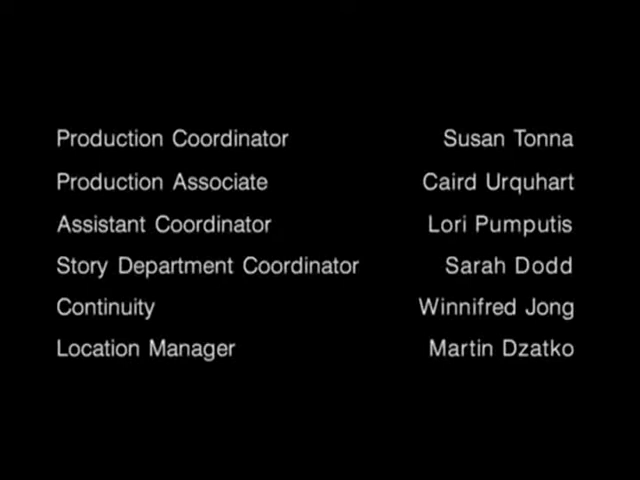 Production Coordinator Susan Tonna
Production Associate Caird Urquhart
Assistant Coordinator Lori Pumputis
Story Department Coordinator Sarah Dodd
Continuity Winnifred Jong
Location Manager Martin Dzatko